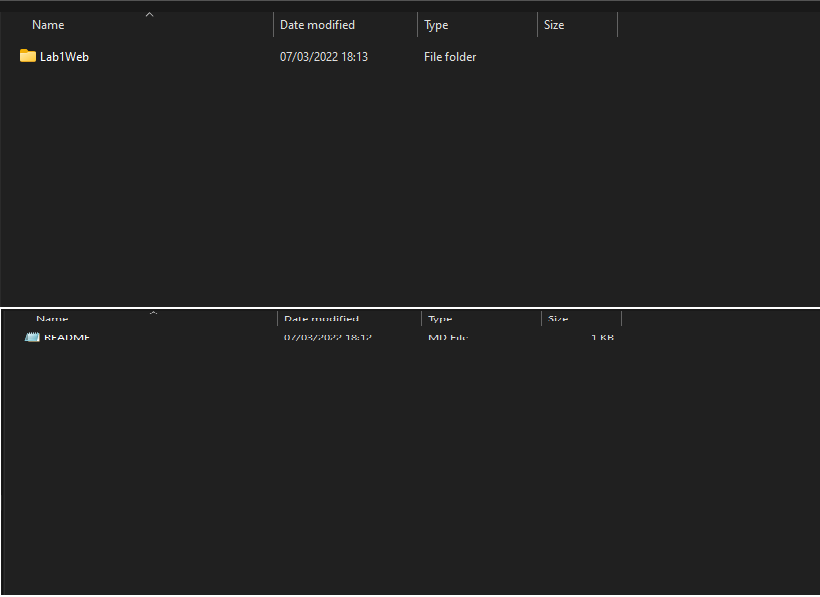 Name Date modified Type Size
Lab1Web 07/03/2022 18:13 File folder
Name Date modified Type Size
README 07/03/2022 18:12 MD File 1 KB